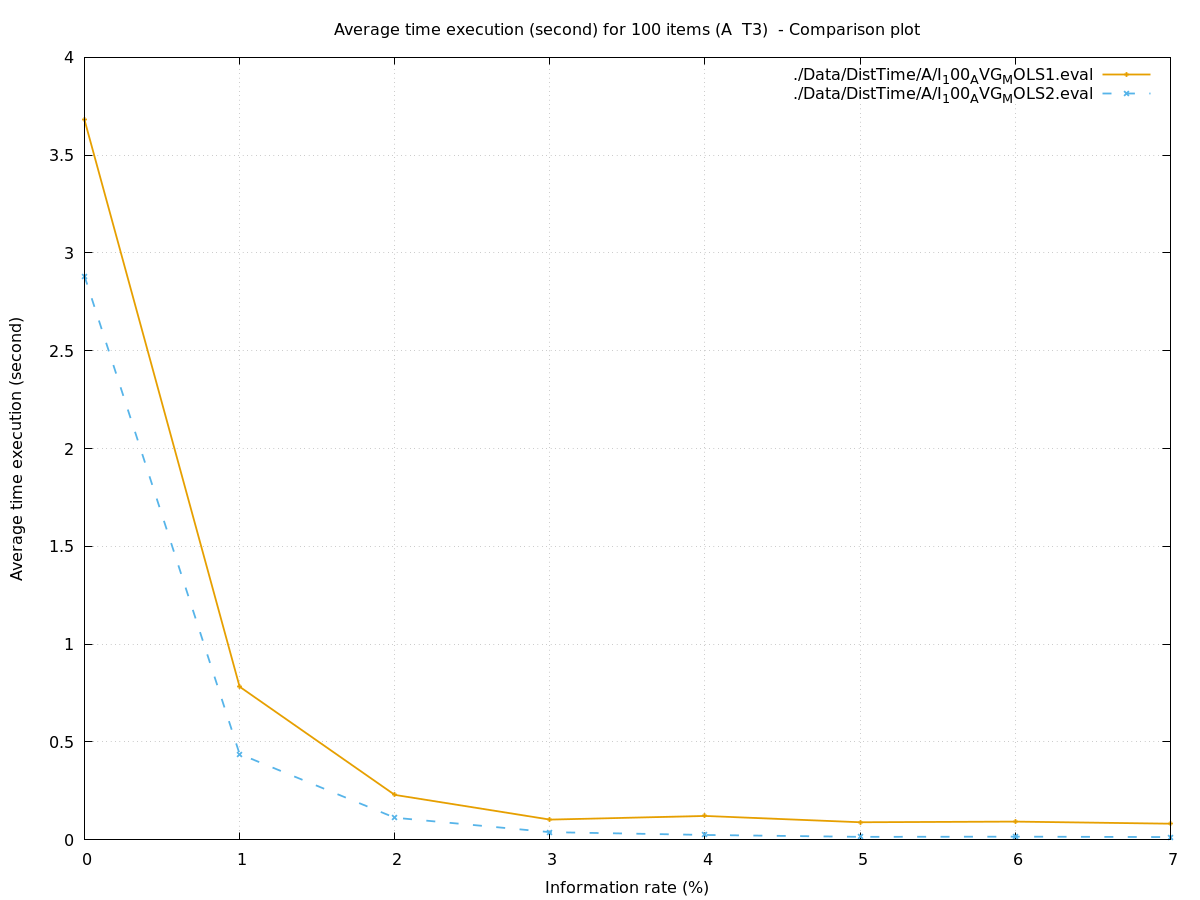 Average time execution (second) for 100 items (A  T3)  - Comparison plot
./Data/DistTime/A/I₁00_AVG_MOLS1.eval
./Data/DistTime/A/I₁00_AVG_MOLS2.eval
4
3.5
3
2.5
2
1.5
1
0.5
0
Average time execution (second)
0 1 2 3 4 5 6 7
Information rate (%)